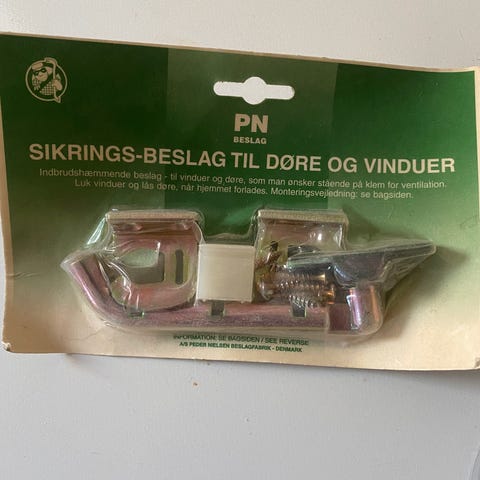 PN
BESLAG
SIKRINGS-BESLAG TIL DØRE OG VINDUER
Indbrudshæmmende beslag - til vinduer og døre, som man ønsker stående på klem for ventilation.
Luk vinduer og lås døre, når hjemmet forlades. Monteringsvejledning: se bagsiden.
INFORMATION: SE BAGSIDEN / SEE REVERSE
A/S PEDER NIELSEN BESLAGFABRIK - DENMARK